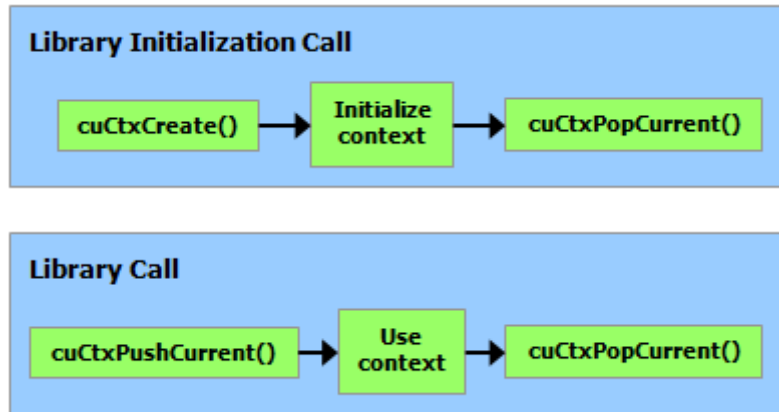 Library Initialization Call
cuCtxCreate()
Initialize
context
cuCtxPopCurrent()
Library Call
cuCtxPushCurrent()
Use
context
cuCtxPopCurrent()